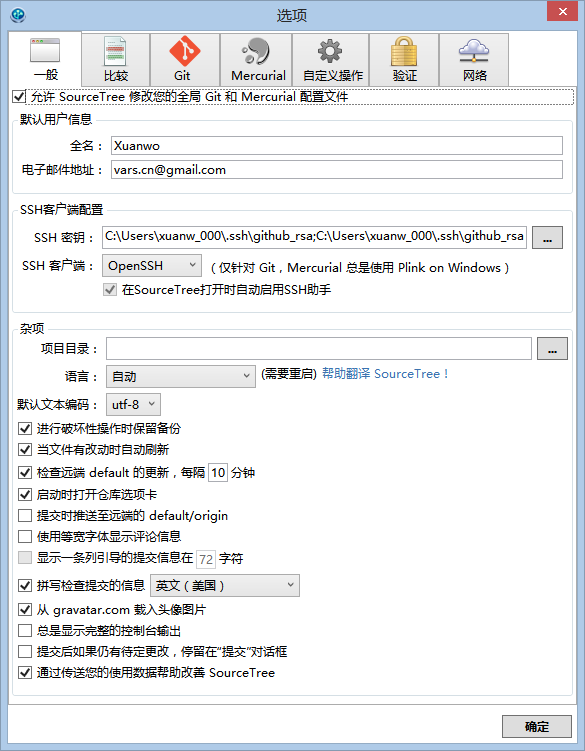 选项
一般 比较 Git Mercurial 自定义操作 验证 网络
允许 SourceTree 修改您的全局 Git 和 Mercurial 配置文件
默认用户信息
全名： Xuanwo
电子邮件地址： vars.cn@gmail.com
SSH客户端配置
SSH 密钥： C:\Users\xuanw_000\.ssh\github_rsa;C:\Users\xuanw_000\.ssh\github_rsa ...
SSH 客户端： OpenSSH （仅针对 Git，Mercurial 总是使用 Plink on Windows）
在SourceTree打开时自动启用SSH助手
杂项
项目目录： ...
语言： 自动 (需要重启) 帮助翻译 SourceTree！
默认文本编码： utf-8
进行破坏性操作时保留备份
当文件有改动时自动刷新
检查远端 default 的更新，每隔 10 分钟
启动时打开仓库选项卡
提交时推送至远端的 default/origin
使用等宽字体显示评论信息
显示一条列引导的提交信息在 72 字符
拼写检查提交的信息 英文（美国）
从 gravatar.com 载入头像图片
总是显示完整的控制台输出
提交后如果仍有待定更改，停留在“提交”对话框
通过传送您的使用数据帮助改善 SourceTree
确定